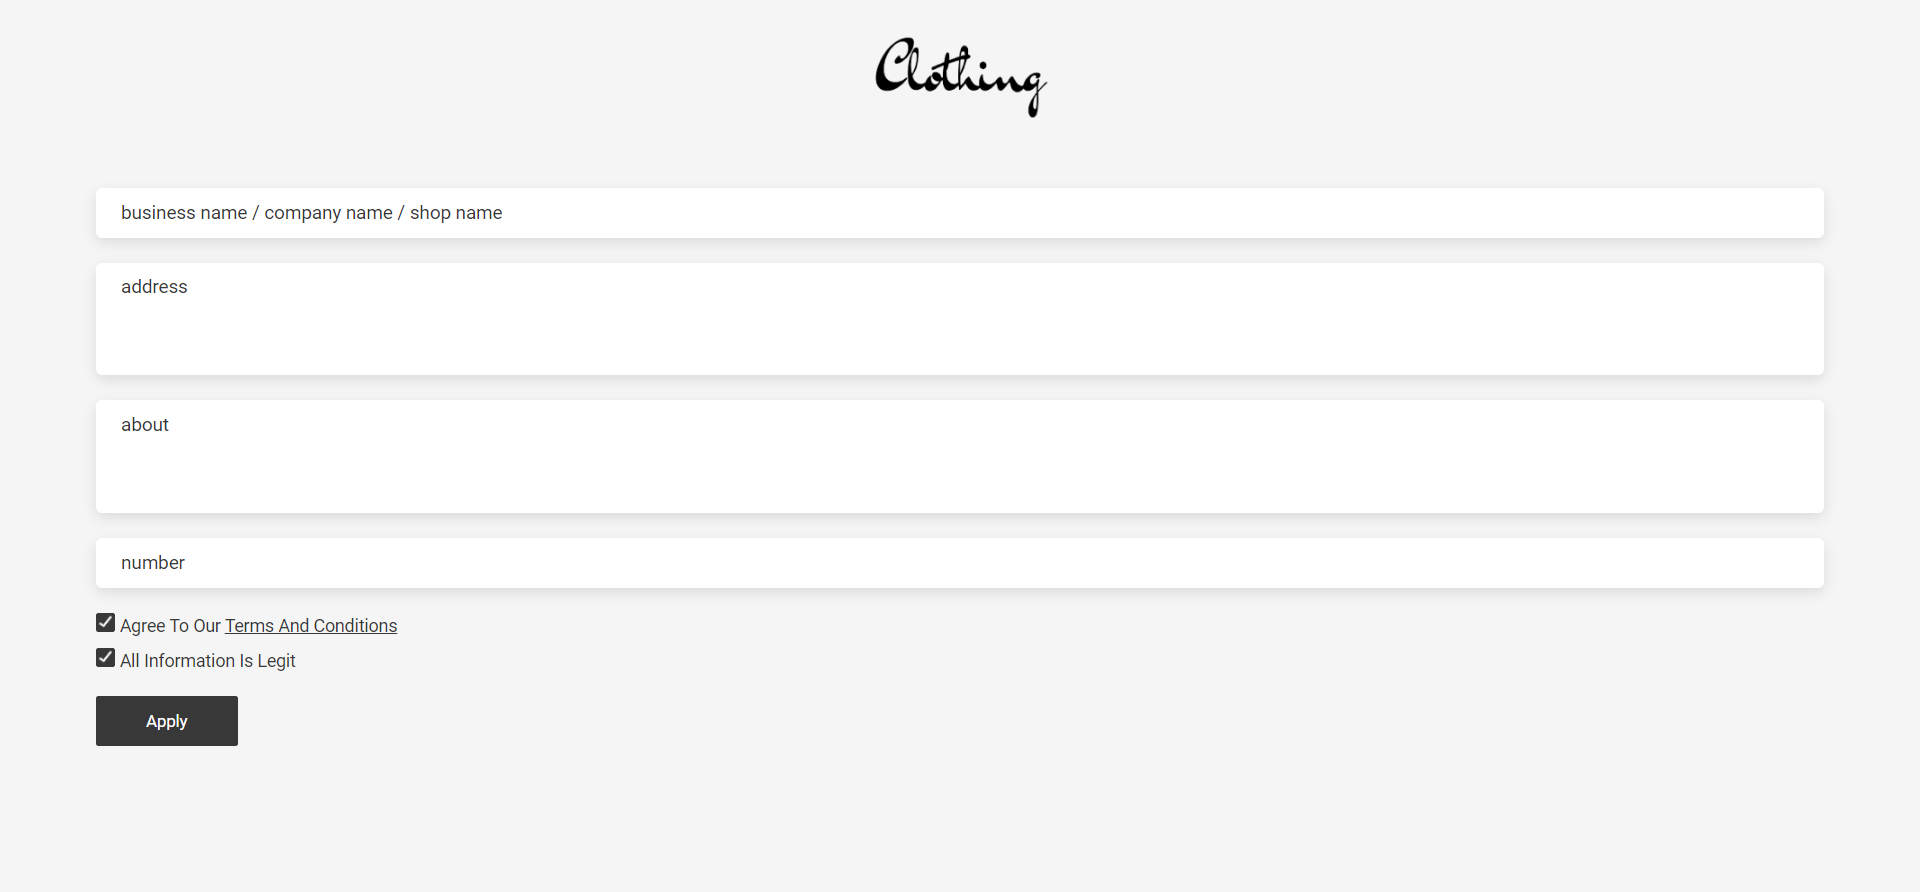 Clothing
business name / company name / shop name
address
about
number
Agree To Our Terms And Conditions
All Information Is Legit
Apply